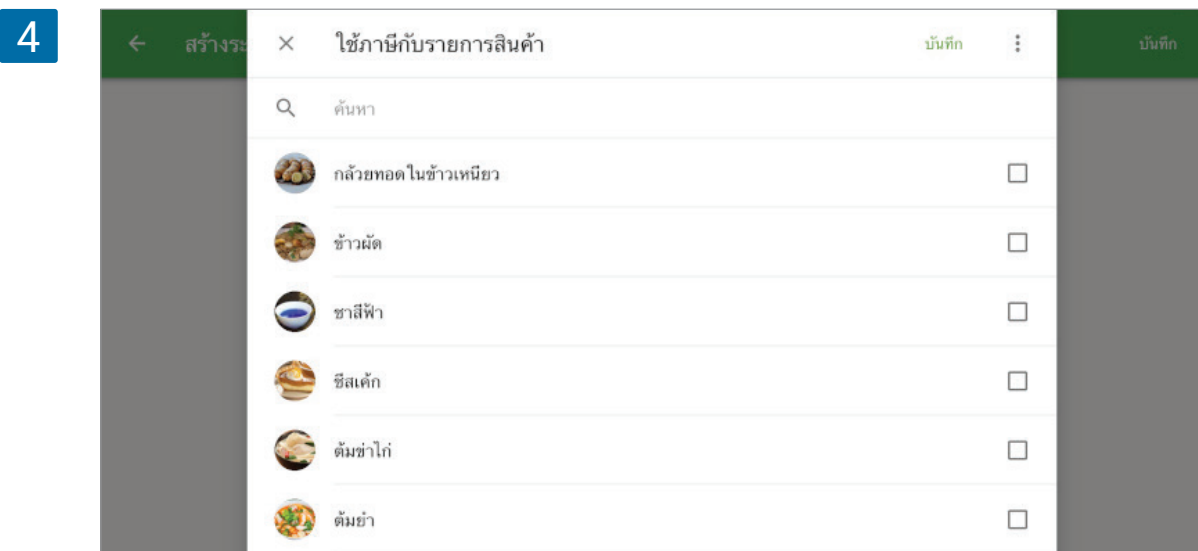 4
สร้างระ
ใช้ภาษีกับรายการสินค้า
บันทึก
บันทึก
ค้นหา
กล้วยทอดในข้าวเหนียว
ข้าวผัด
ชาสีฟ้า
ชีสเค้ก
ต้มข่าไก่
ต้มยำ